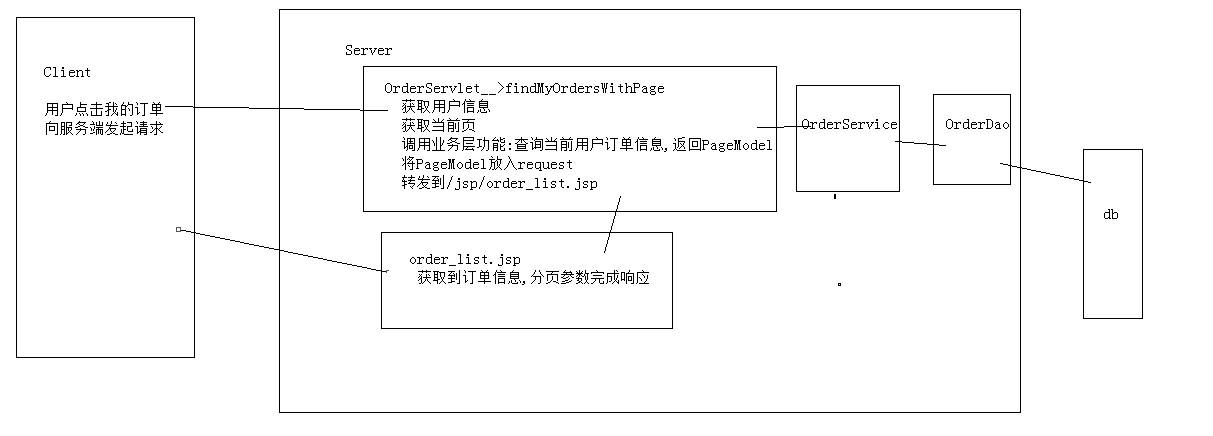 Client
用户点击我的订单
向服务端发起请求
Server
OrderServlet__>findMyOrdersWithPage
获取用户信息
获取当前页
调用业务层功能:查询当前用户订单信息,返回PageModel
将PageModel放入request
转发到/jsp/order_list.jsp
OrderService
OrderDao
db
order_list.jsp
获取到订单信息,分页参数完成响应